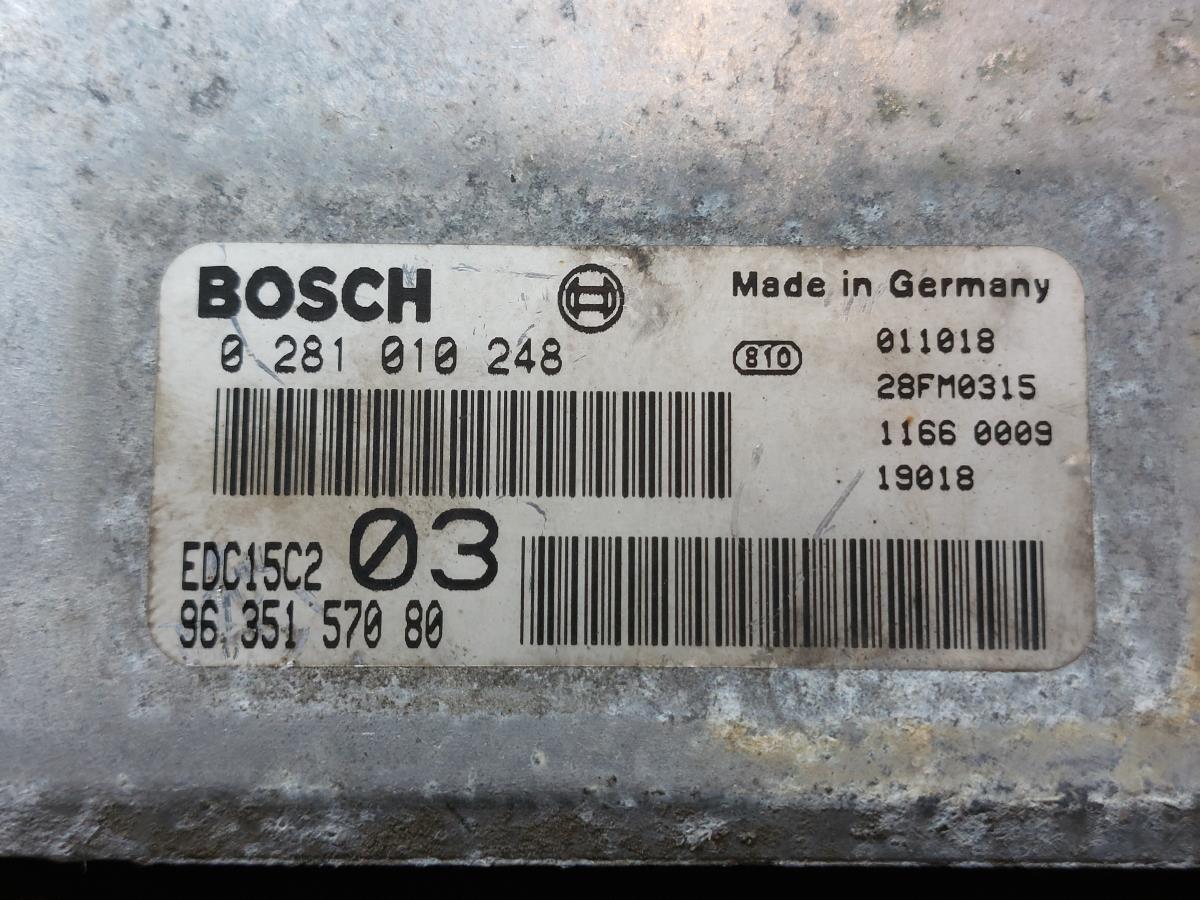 BOSCH
Made in Germany
0 281 010 248
810
011018
28FM0315
1166 0009
19018
EDC15C2 03
96 351 570 80